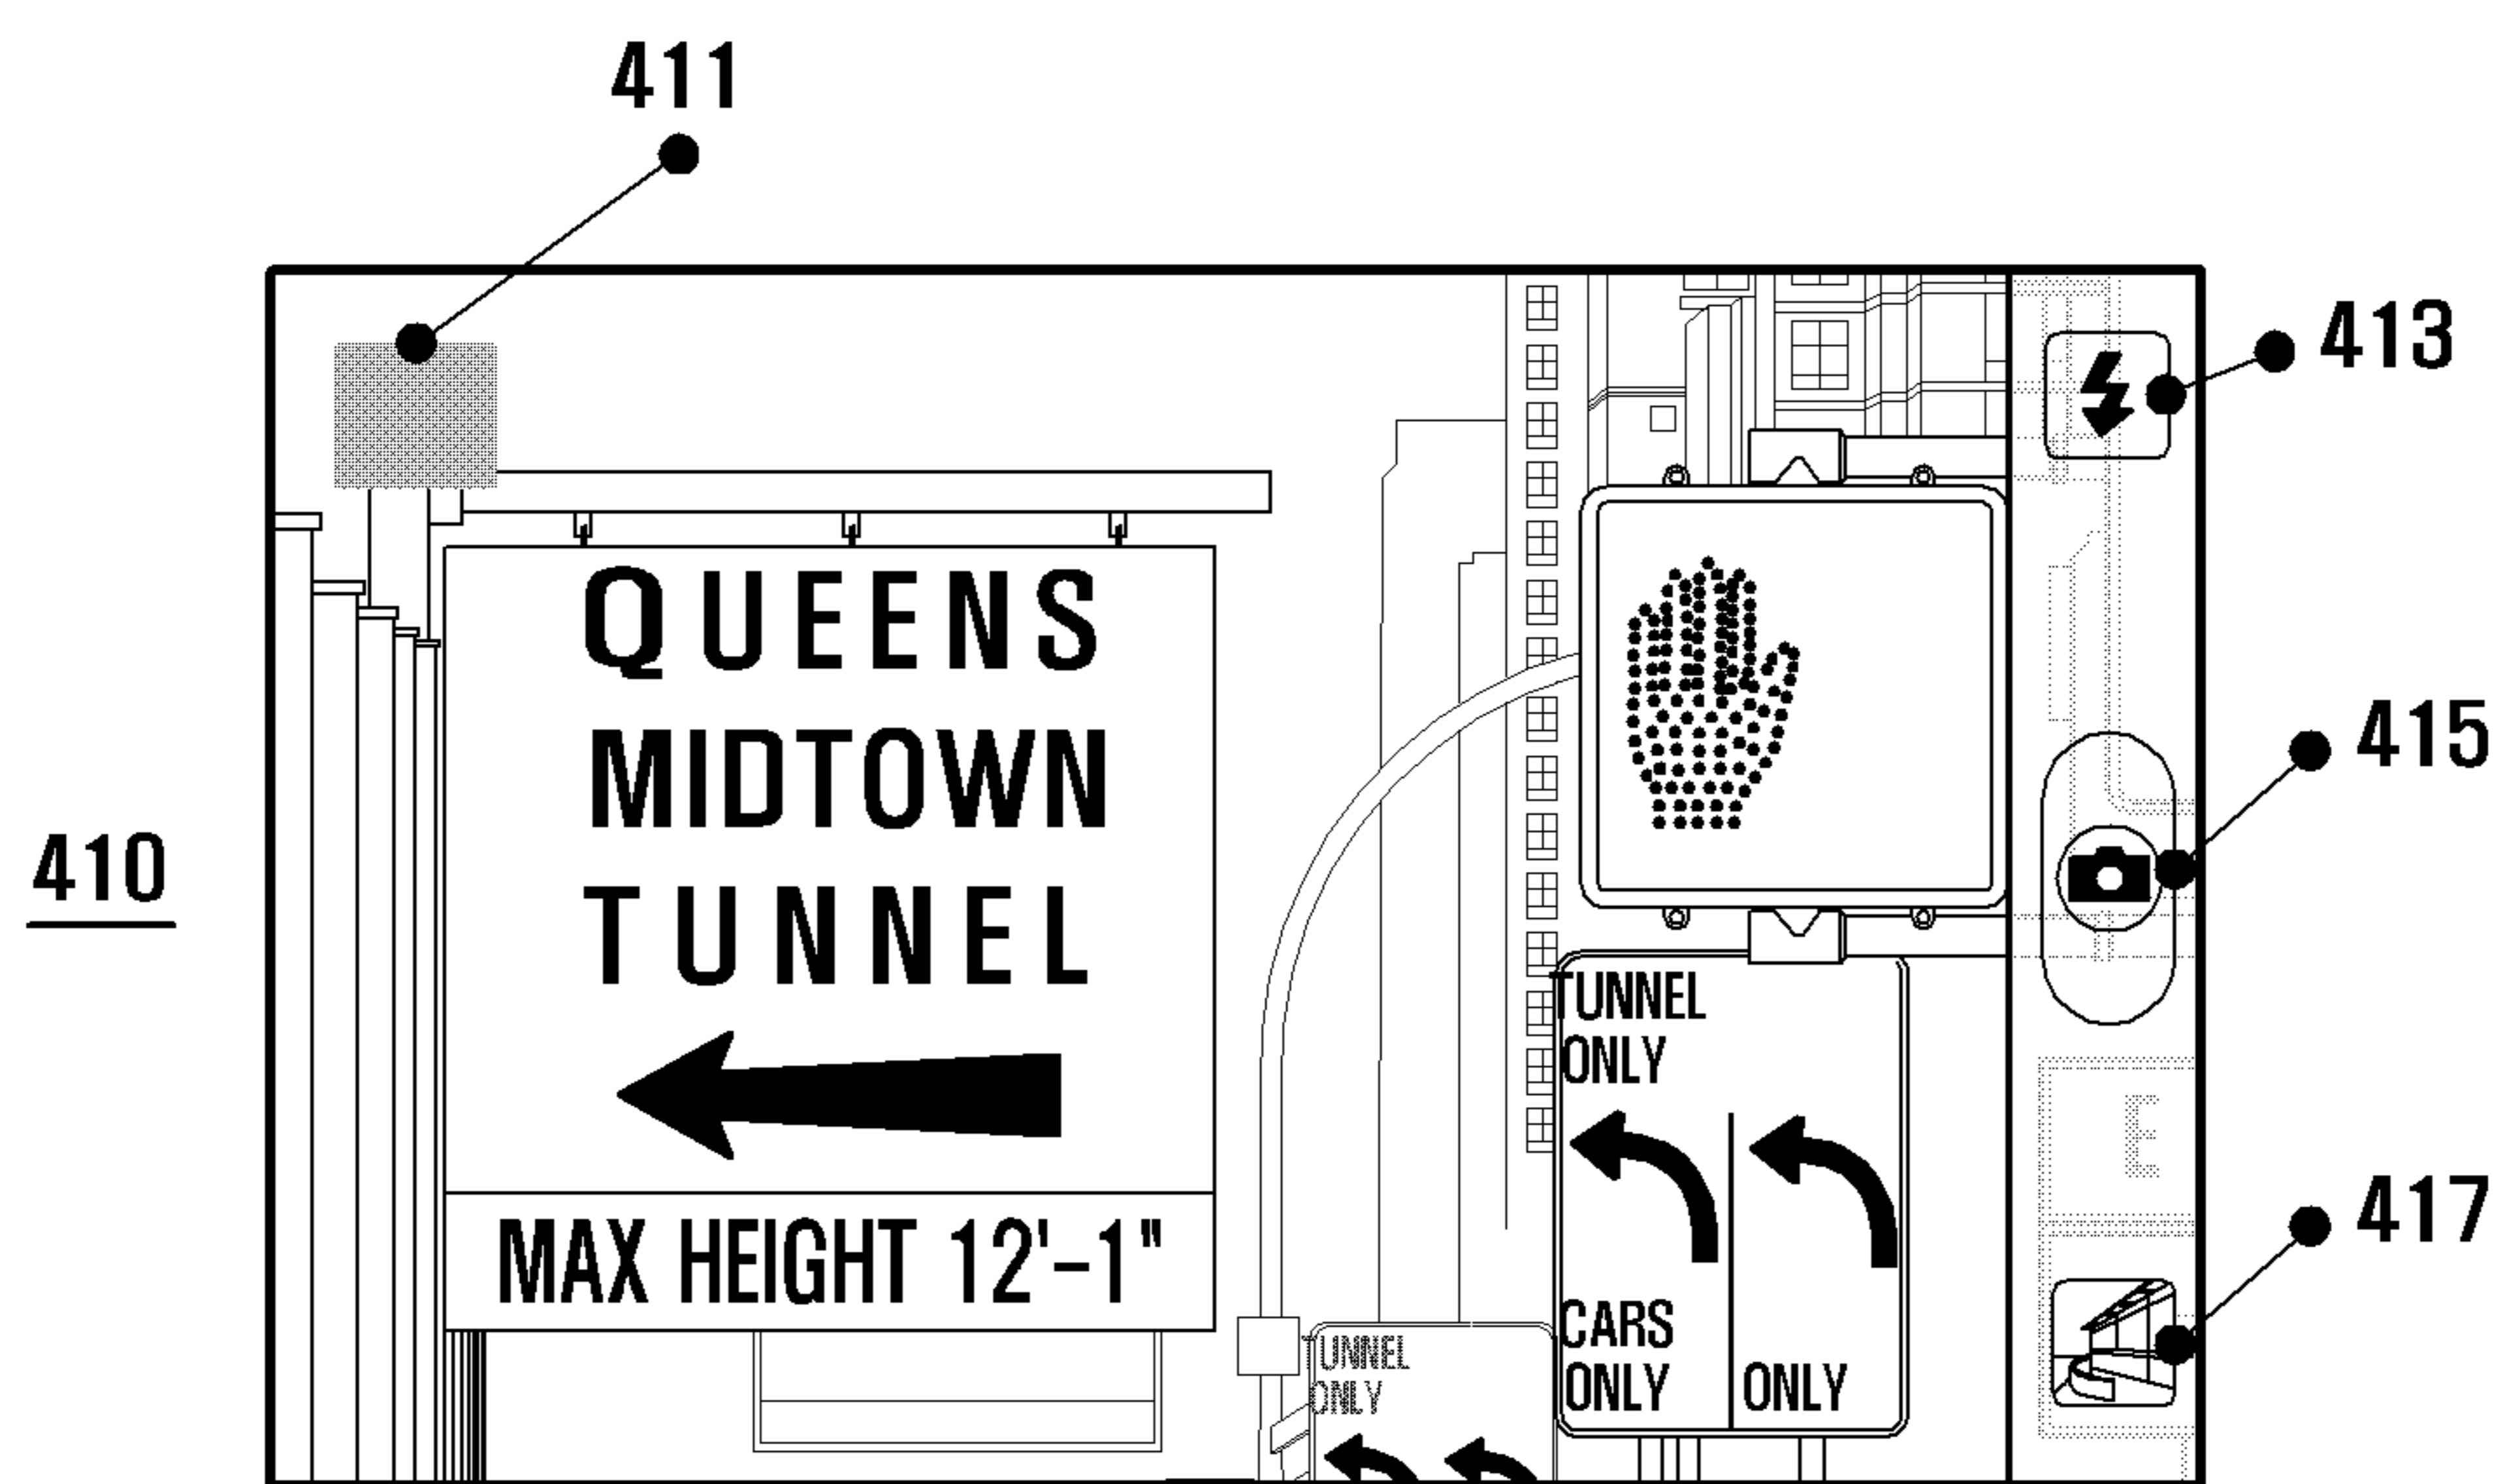 411
413
QUEENS
MIDTOWN
TUNNEL
MAX HEIGHT 12'-1"
415
410
TUNNEL
ONLY
CARS
ONLY
ONLY
E
417
TUNNEL
ONLY